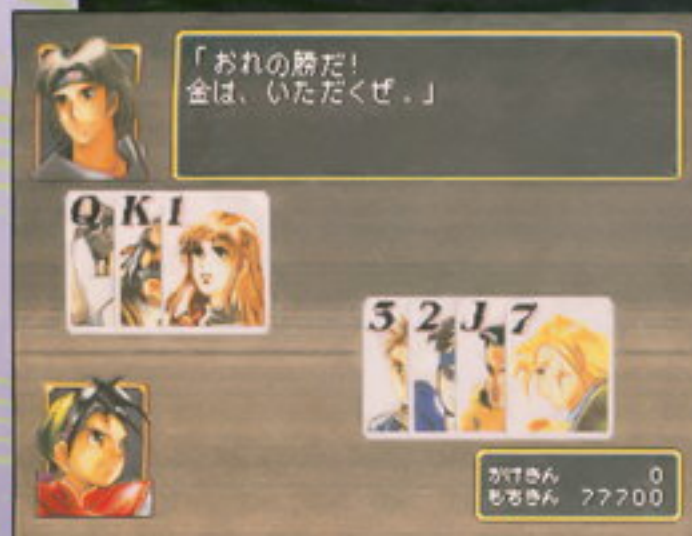 「おれの勝だ!
金は、いただくぜ.」
Q K 1
5 2 J 7
かけきん 0
もちきん 77700